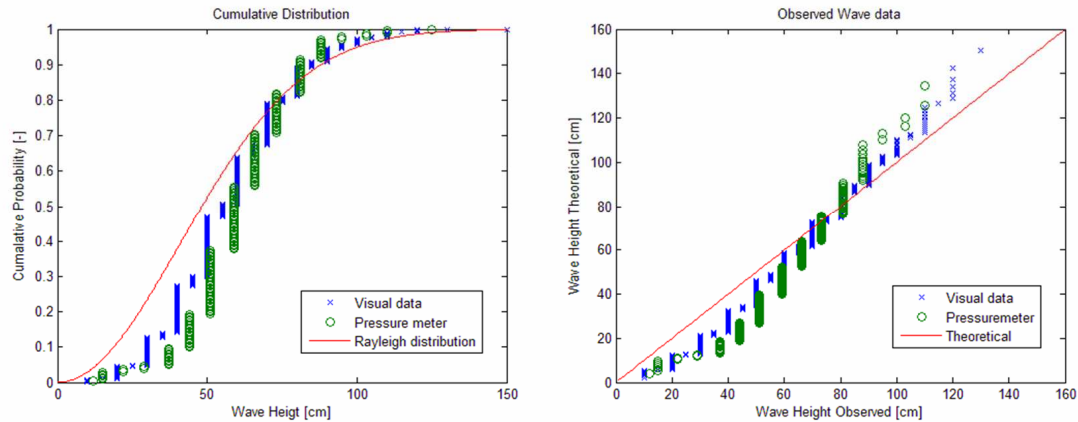 Cumulative Distribution
1
0.9
0.8
0.7
0.6
0.5
0.4
0.3
0.2
0.1
0
Cumalative Probability [-]
0
50
100
150
Wave Heigt [cm]
Visual data
Pressure meter
Rayleigh distribution
Observed Wave data
160
140
120
100
80
60
40
20
0
Wave Height Theoretical [cm]
0
20
40
60
80
100
120
140
160
Wave Height Observed [cm]
Visual data
Pressuremeter
Theoretical